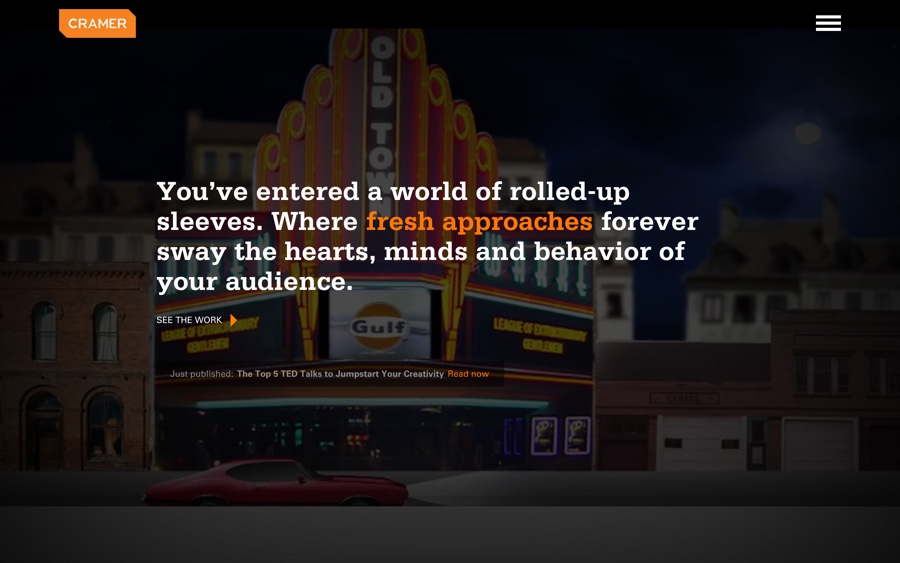 CRAMER
OLD TOW
You've entered a world of rolled-up
sleeves. Where fresh approaches forever
sway the hearts, minds and behavior of
your audience.
SEE THE WORK
Gulf
LEAGUE OF EXTRAORDINARY
GENTLEMEN
LEAGUE OF EXTRAORDINARY
GENTLEMEN
Just published: The Top 5 TED Talks to Jumpstart Your Creativity Read now
GARAGE